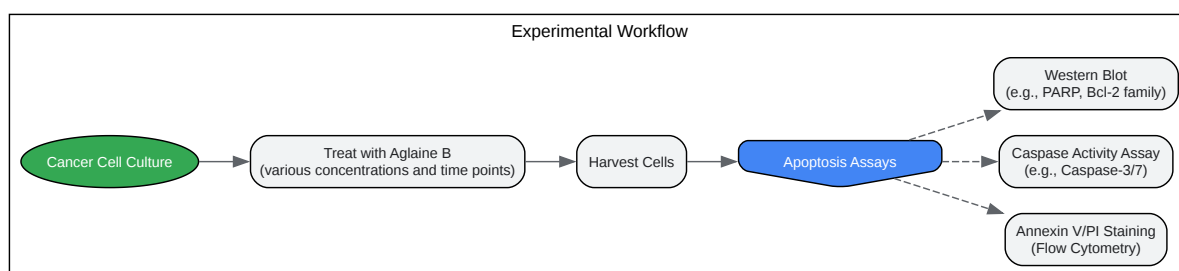 Experimental Workflow
Cancer Cell Culture
Treat with Aglaine B
(various concentrations and time points)
Harvest Cells
Apoptosis Assays
Western Blot
(e.g., PARP, Bcl-2 family)
Caspase Activity Assay
(e.g., Caspase-3/7)
Annexin V/PI Staining
(Flow Cytometry)